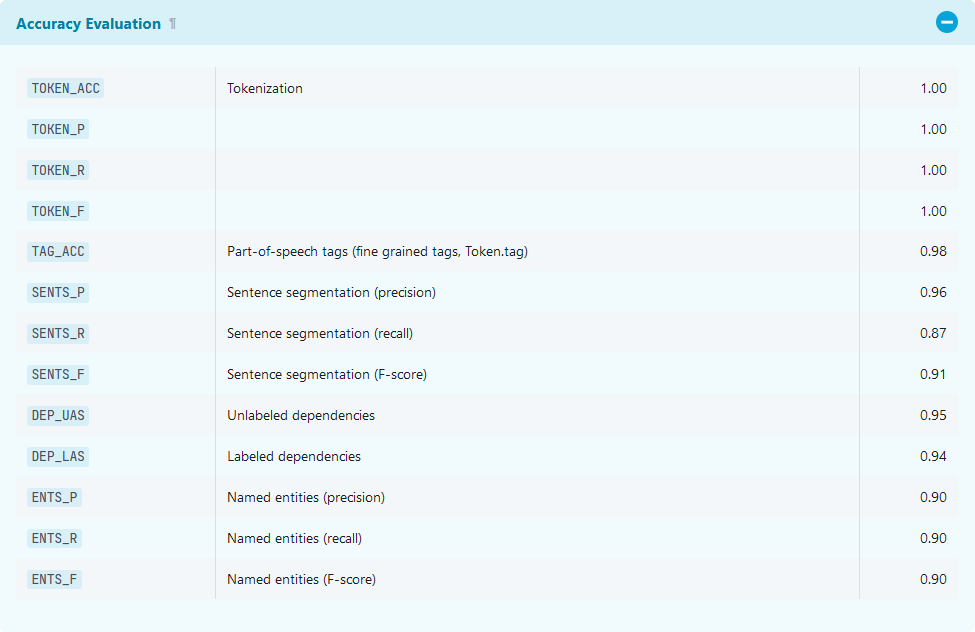 Accuracy Evaluation ¶
TOKEN_ACC Tokenization 1.00
TOKEN_P 1.00
TOKEN_R 1.00
TOKEN_F 1.00
TAG_ACC Part-of-speech tags (fine grained tags, Token.tag) 0.98
SENTS_P Sentence segmentation (precision) 0.96
SENTS_R Sentence segmentation (recall) 0.87
SENTS_F Sentence segmentation (F-score) 0.91
DEP_UAS Unlabeled dependencies 0.95
DEP_LAS Labeled dependencies 0.94
ENTS_P Named entities (precision) 0.90
ENTS_R Named entities (recall) 0.90
ENTS_F Named entities (F-score) 0.90